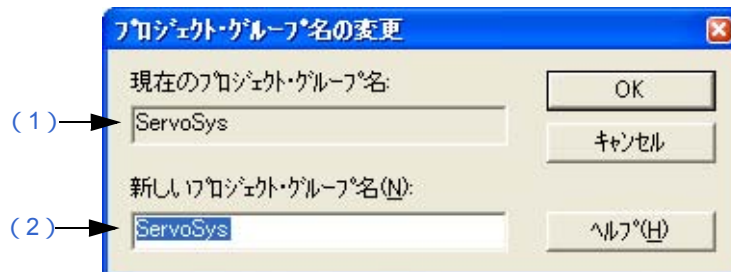 ﾌﾟﾛｼﾞｪｸﾄ･ｸﾞﾙｰﾌﾟ名の変更
現在のﾌﾟﾛｼﾞｪｸﾄ･ｸﾞﾙｰﾌﾟ名:
OK
(1)
ServoSys
ｷｬﾝｾﾙ
新しいﾌﾟﾛｼﾞｪｸﾄ･ｸﾞﾙｰﾌﾟ名(N):
(2)
ServoSys
ﾍﾙﾌﾟ(H)